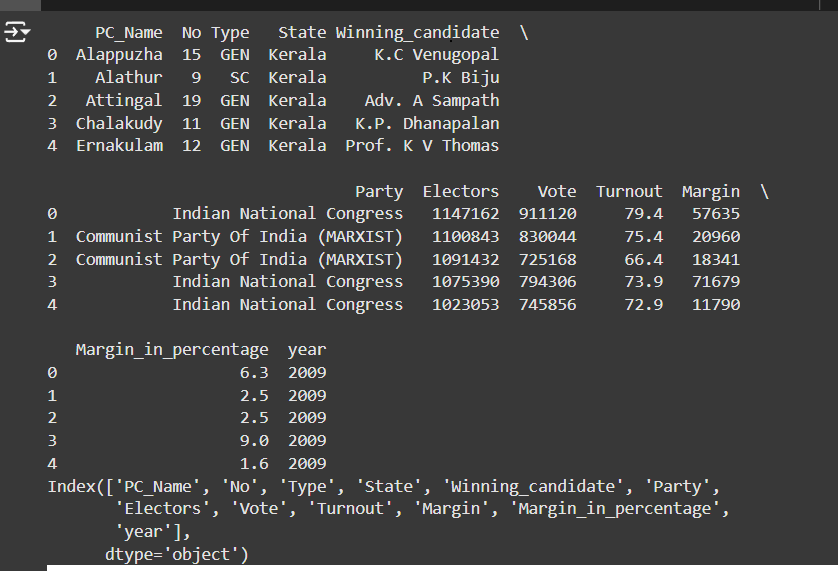 PC_Name  No Type   State Winning_candidate  \
0  Alappuzha  15  GEN  Kerala     K.C Venugopal
1    Alathur   9   SC  Kerala          P.K Biju
2   Attingal  19  GEN  Kerala    Adv. A Sampath
3  Chalakudy  11  GEN  Kerala   K.P. Dhanapalan
4  Ernakulam  12  GEN  Kerala  Prof. K V Thomas
Party  Electors    Vote  Turnout  Margin  \
0            Indian National Congress   1147162  911120     79.4   57635
1  Communist Party Of India (MARXIST)   1100843  830044     75.4   20960
2  Communist Party Of India (MARXIST)   1091432  725168     66.4   18341
3            Indian National Congress   1075390  794306     73.9   71679
4            Indian National Congress   1023053  745856     72.9   11790
Margin_in_percentage  year
0                   6.3  2009
1                   2.5  2009
2                   2.5  2009
3                   9.0  2009
4                   1.6  2009
Index(['PC_Name', 'No', 'Type', 'State', 'Winning_candidate', 'Party',
'Electors', 'Vote', 'Turnout', 'Margin', 'Margin_in_percentage',
'year'],
dtype='object')